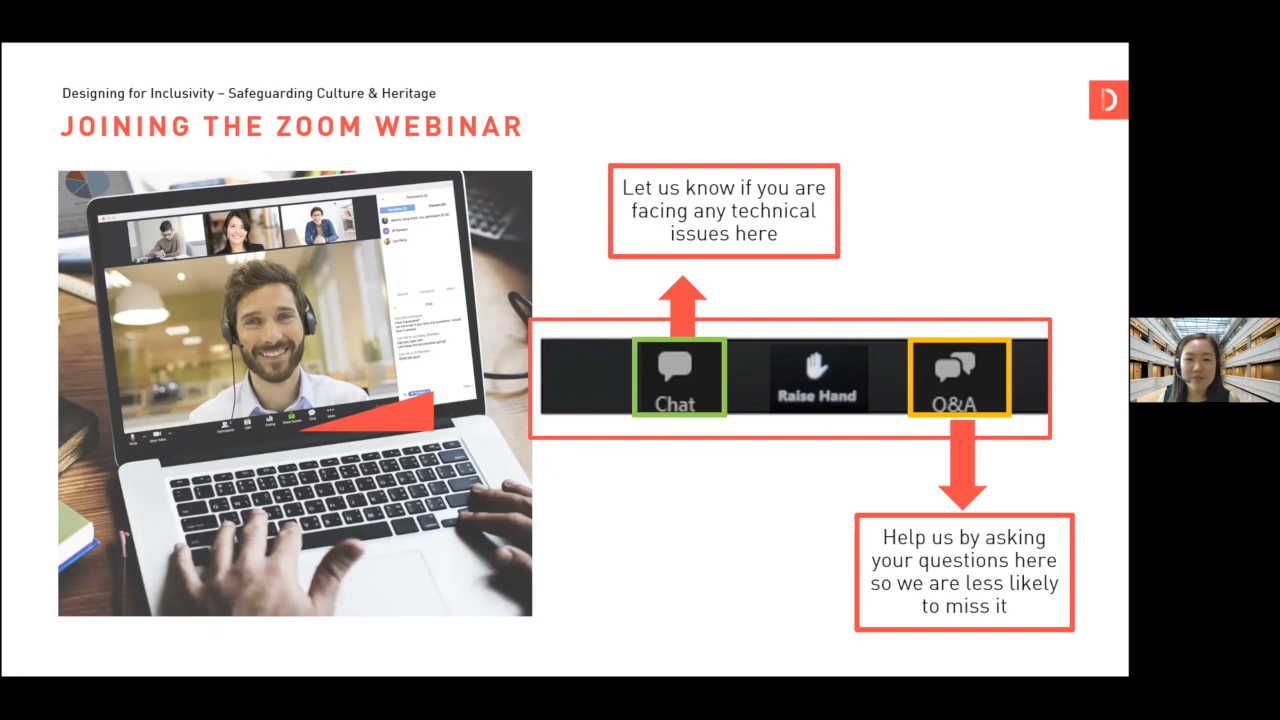 Designing for Inclusivity – Safeguarding Culture & Heritage
JOINING THE ZOOM WEBINAR
Let us know if you are
facing any technical
issues here
Chat
Raise Hand
Q&A
Help us by asking
your questions here
so we are less likely
to miss it